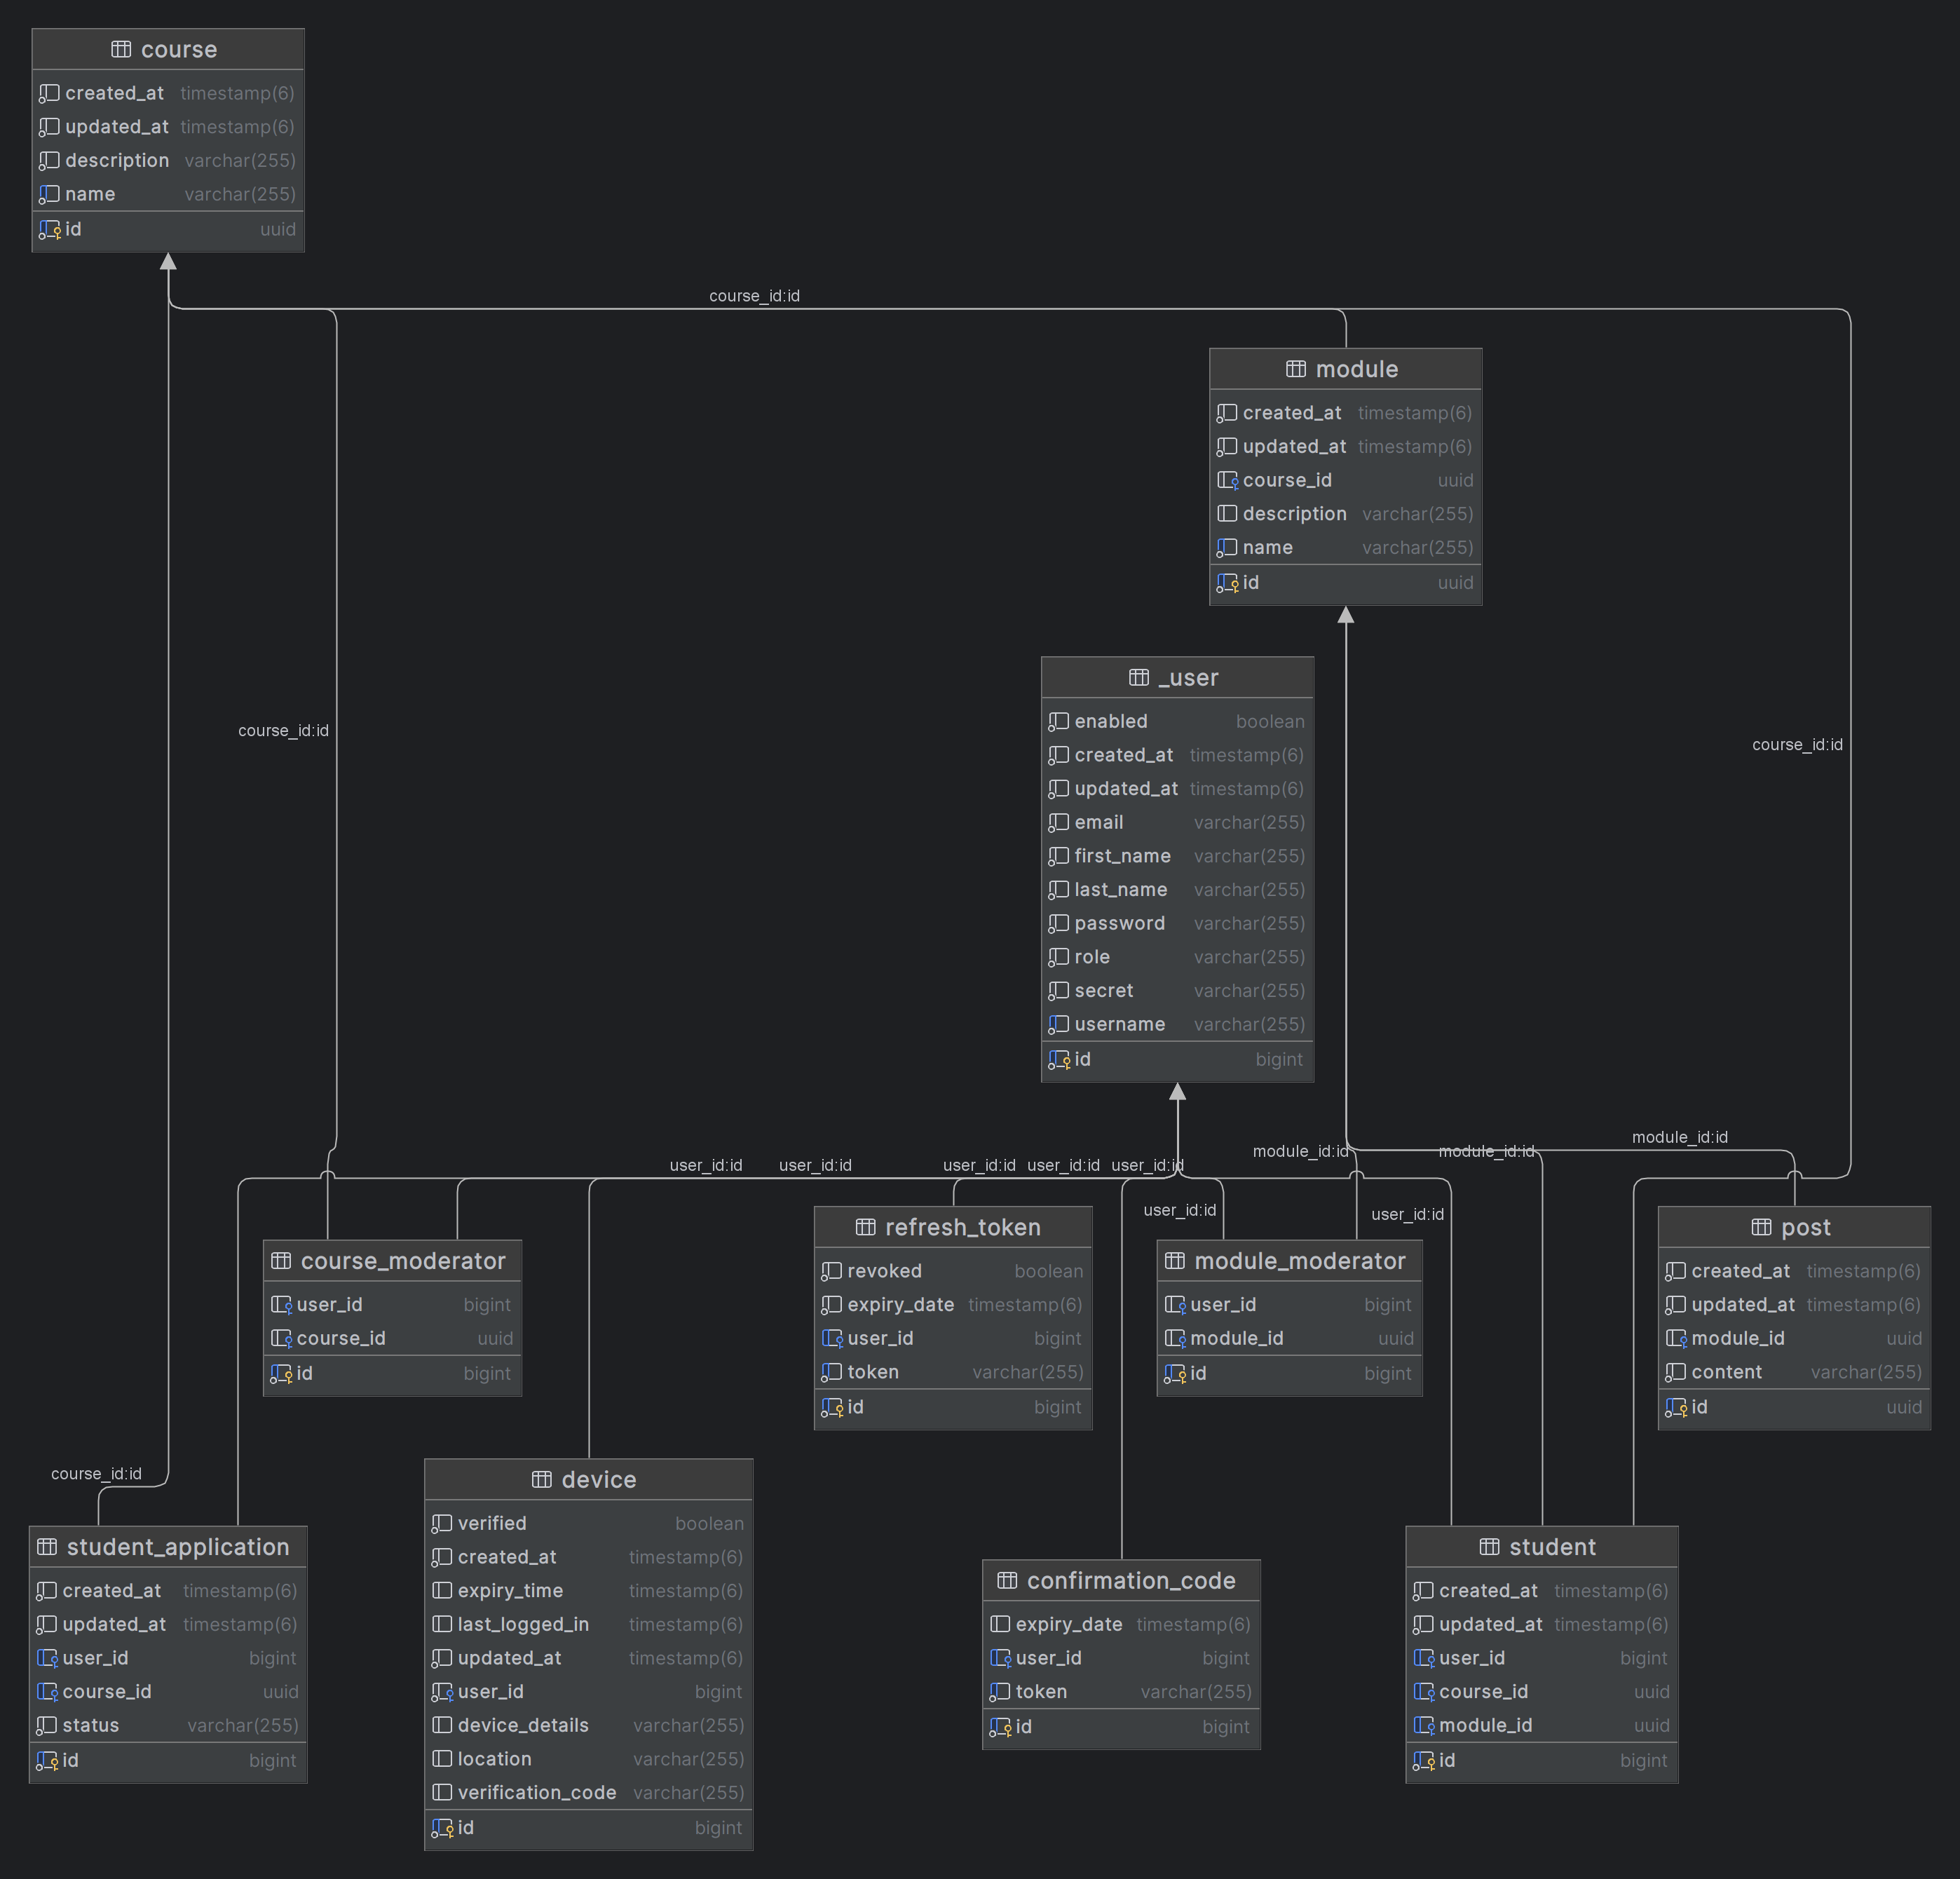 course
created_at timestamp(6)
updated_at timestamp(6)
description varchar(255)
name varchar(255)
id uuid
course_id:id
module
created_at timestamp(6)
updated_at timestamp(6)
course_id uuid
description varchar(255)
name varchar(255)
id uuid
_user
enabled boolean
created_at timestamp(6)
updated_at timestamp(6)
email varchar(255)
first_name varchar(255)
last_name varchar(255)
password varchar(255)
role varchar(255)
secret varchar(255)
username varchar(255)
id bigint
course_id:id
course_id:id
module_id:id
module_id:id
module_id:id
user_id:id
user_id:id
user_id:id
user_id:id
user_id:id
user_id:id
user_id:id
course_moderator
user_id bigint
course_id uuid
id bigint
refresh_token
revoked boolean
expiry_date timestamp(6)
user_id bigint
token varchar(255)
id bigint
module_moderator
user_id bigint
module_id uuid
id bigint
post
created_at timestamp(6)
updated_at timestamp(6)
module_id uuid
content varchar(255)
id uuid
course_id:id
student_application
created_at timestamp(6)
updated_at timestamp(6)
user_id bigint
course_id uuid
status varchar(255)
id bigint
device
verified boolean
created_at timestamp(6)
expiry_time timestamp(6)
last_logged_in timestamp(6)
updated_at timestamp(6)
user_id bigint
device_details varchar(255)
location varchar(255)
verification_code varchar(255)
id bigint
confirmation_code
expiry_date timestamp(6)
user_id bigint
token varchar(255)
id bigint
student
created_at timestamp(6)
updated_at timestamp(6)
user_id bigint
course_id uuid
module_id uuid
id bigint